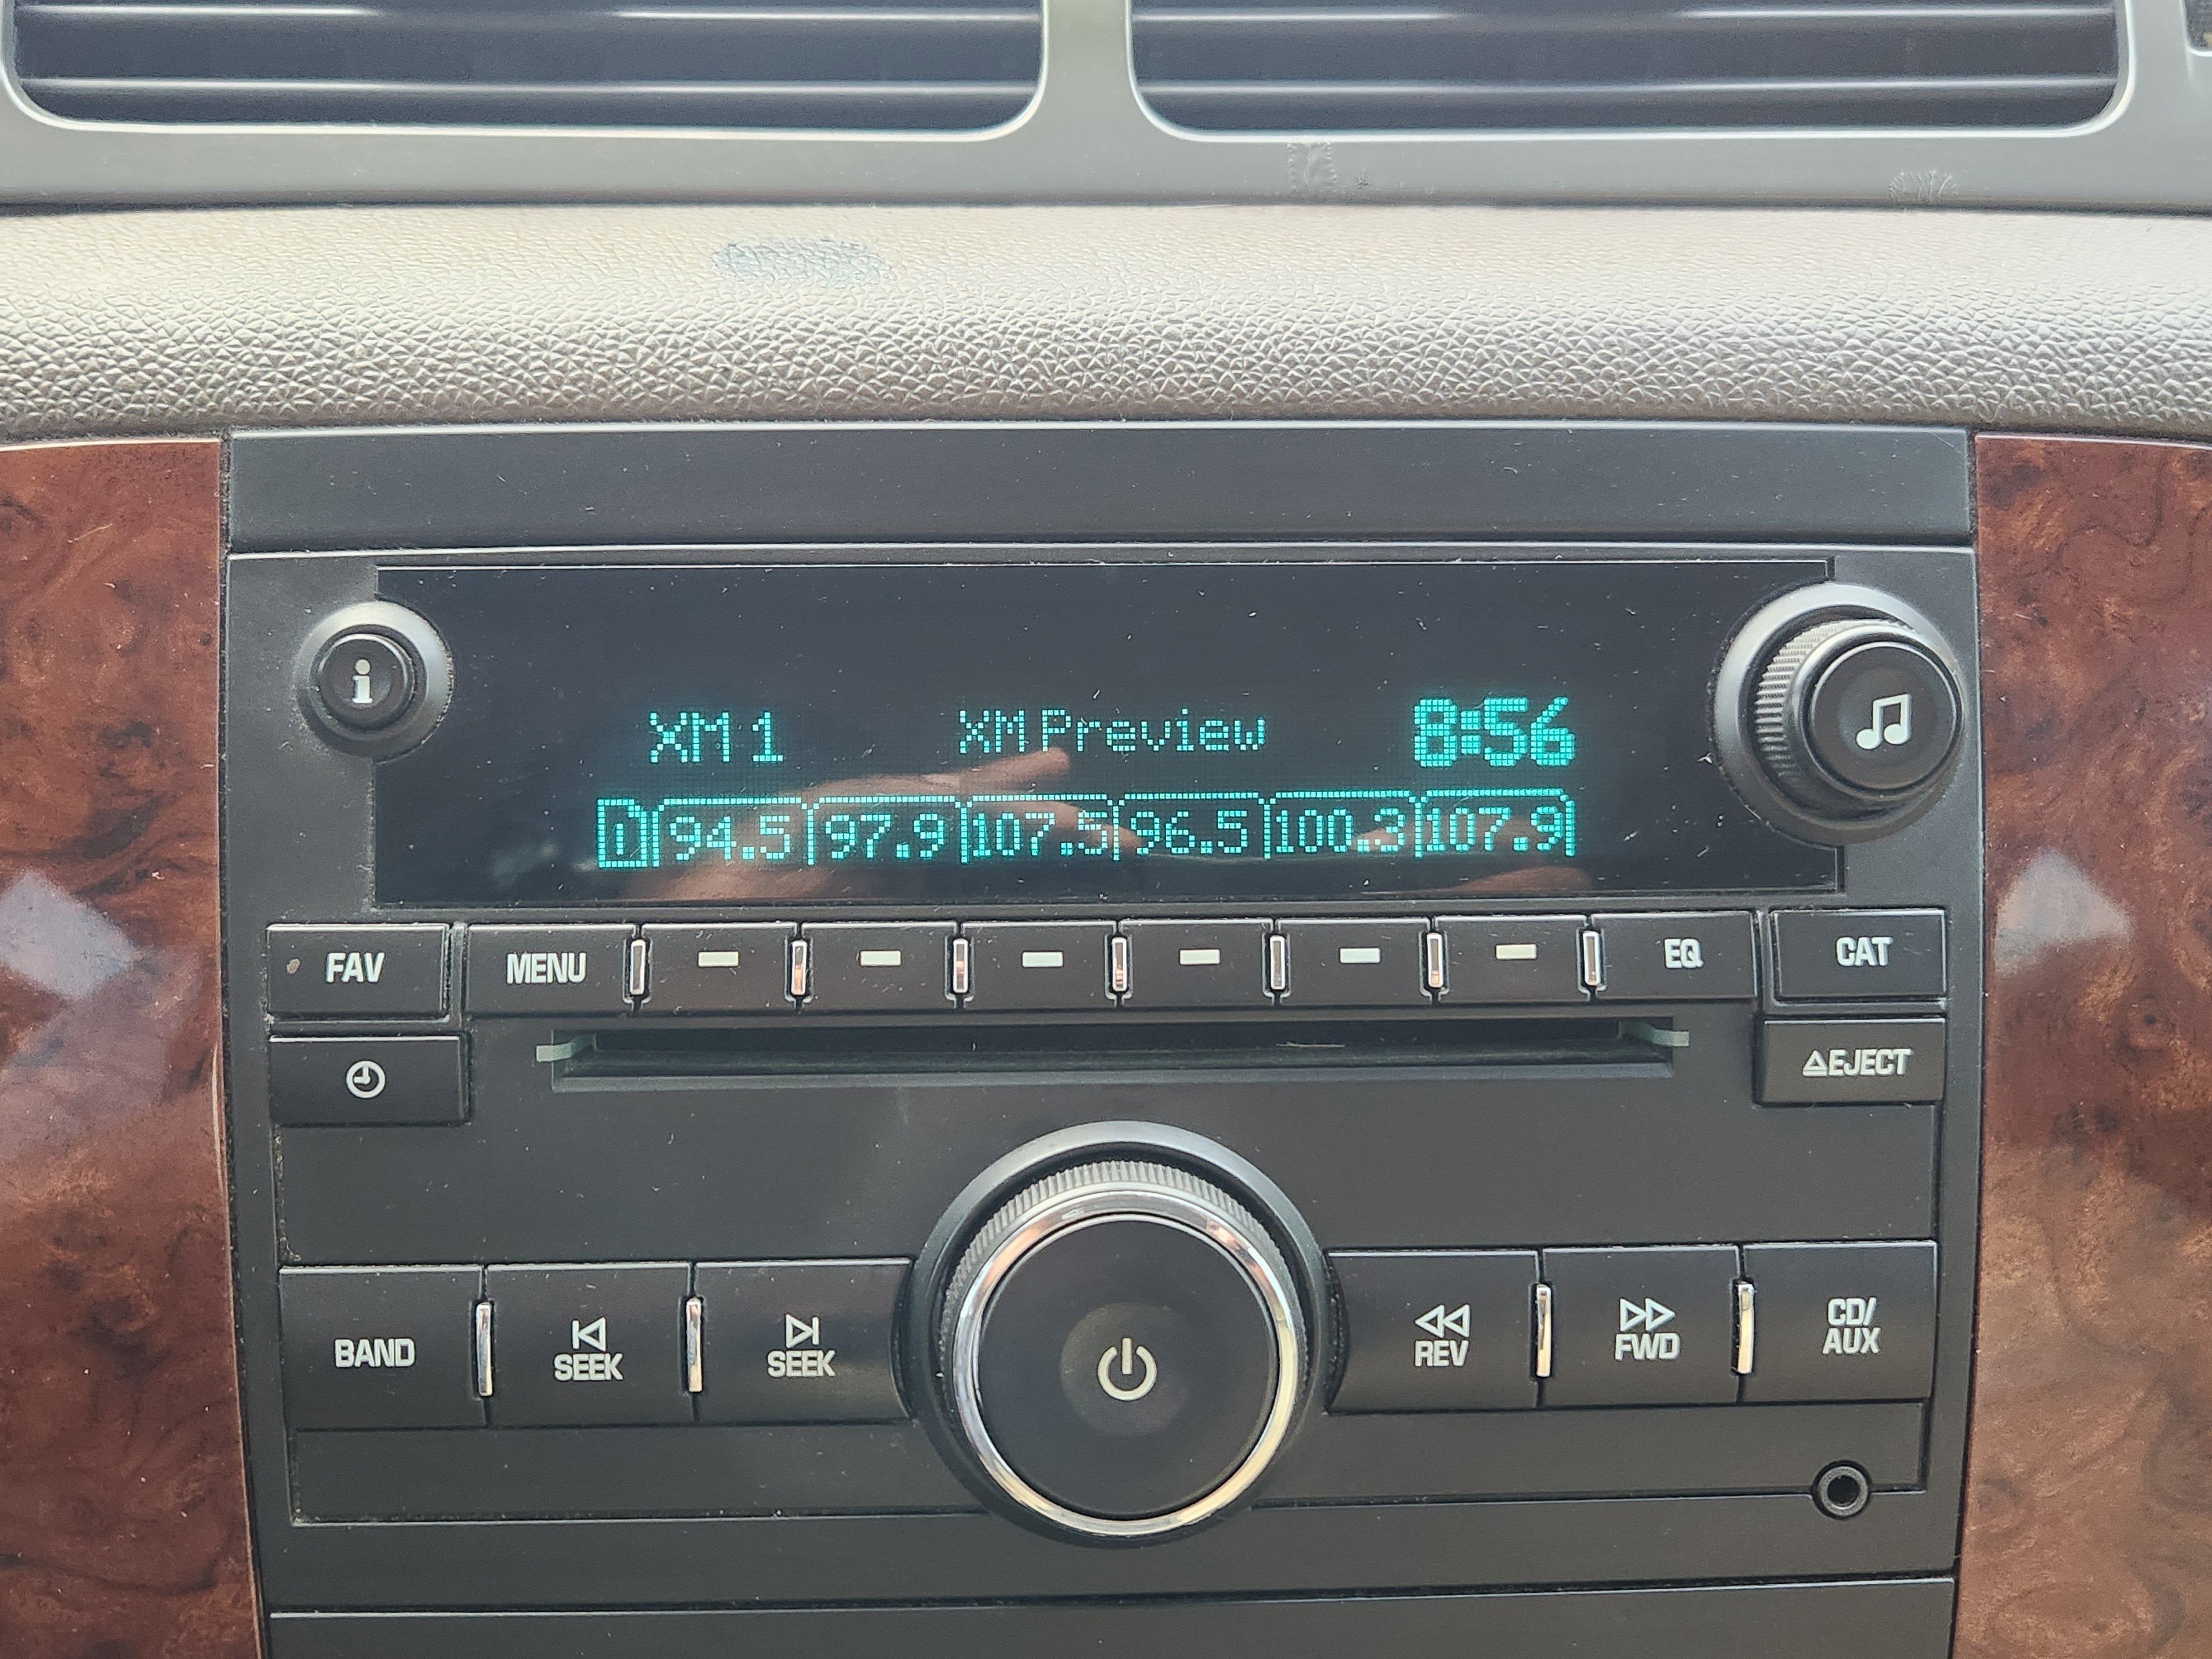 i
XM 1 XM Preview 8:56
1 94.5 97.9 107.5 96.5 100.3 107.9
FAV MENU EQ CAT
EJECT
BAND SEEK SEEK REV FWD CD/
AUX